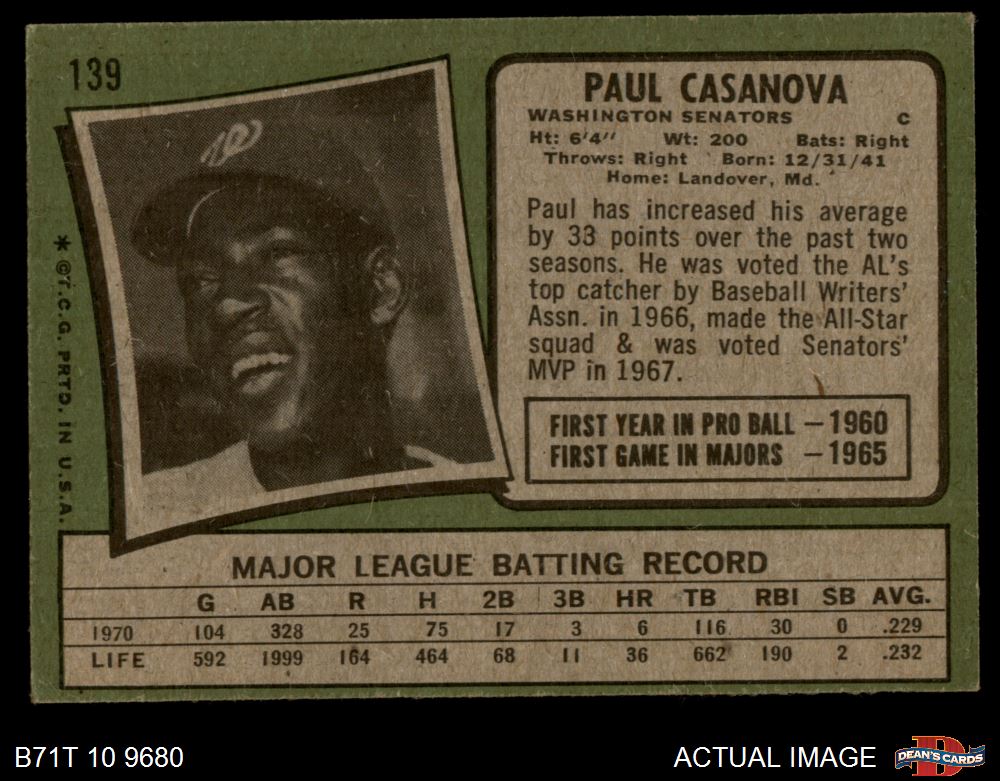 139
PAUL CASANOVA
WASHINGTON SENATORS C
Ht: 6'4" Wt: 200 Bats: Right
Throws: Right Born: 12/31/41
Home: Landover, Md.
Paul has increased his average
by 33 points over the past two
seasons. He was voted the AL's
top catcher by Baseball Writers'
Assn. in 1966, made the All-Star
squad & was voted Senators'
MVP in 1967.
FIRST YEAR IN PRO BALL – 1960
FIRST GAME IN MAJORS – 1965
* © T.C.G. PRTD. IN U.S.A.
W
MAJOR LEAGUE BATTING RECORD
G AB R H 2B 3B HR TB RBI SB AVG.
1970 104 328 25 75 17 3 6 116 30 0 .229
LIFE 592 1999 164 464 68 11 36 662 190 2 .232
B71T 10 9680
ACTUAL IMAGE
D
DEAN'S CARDS